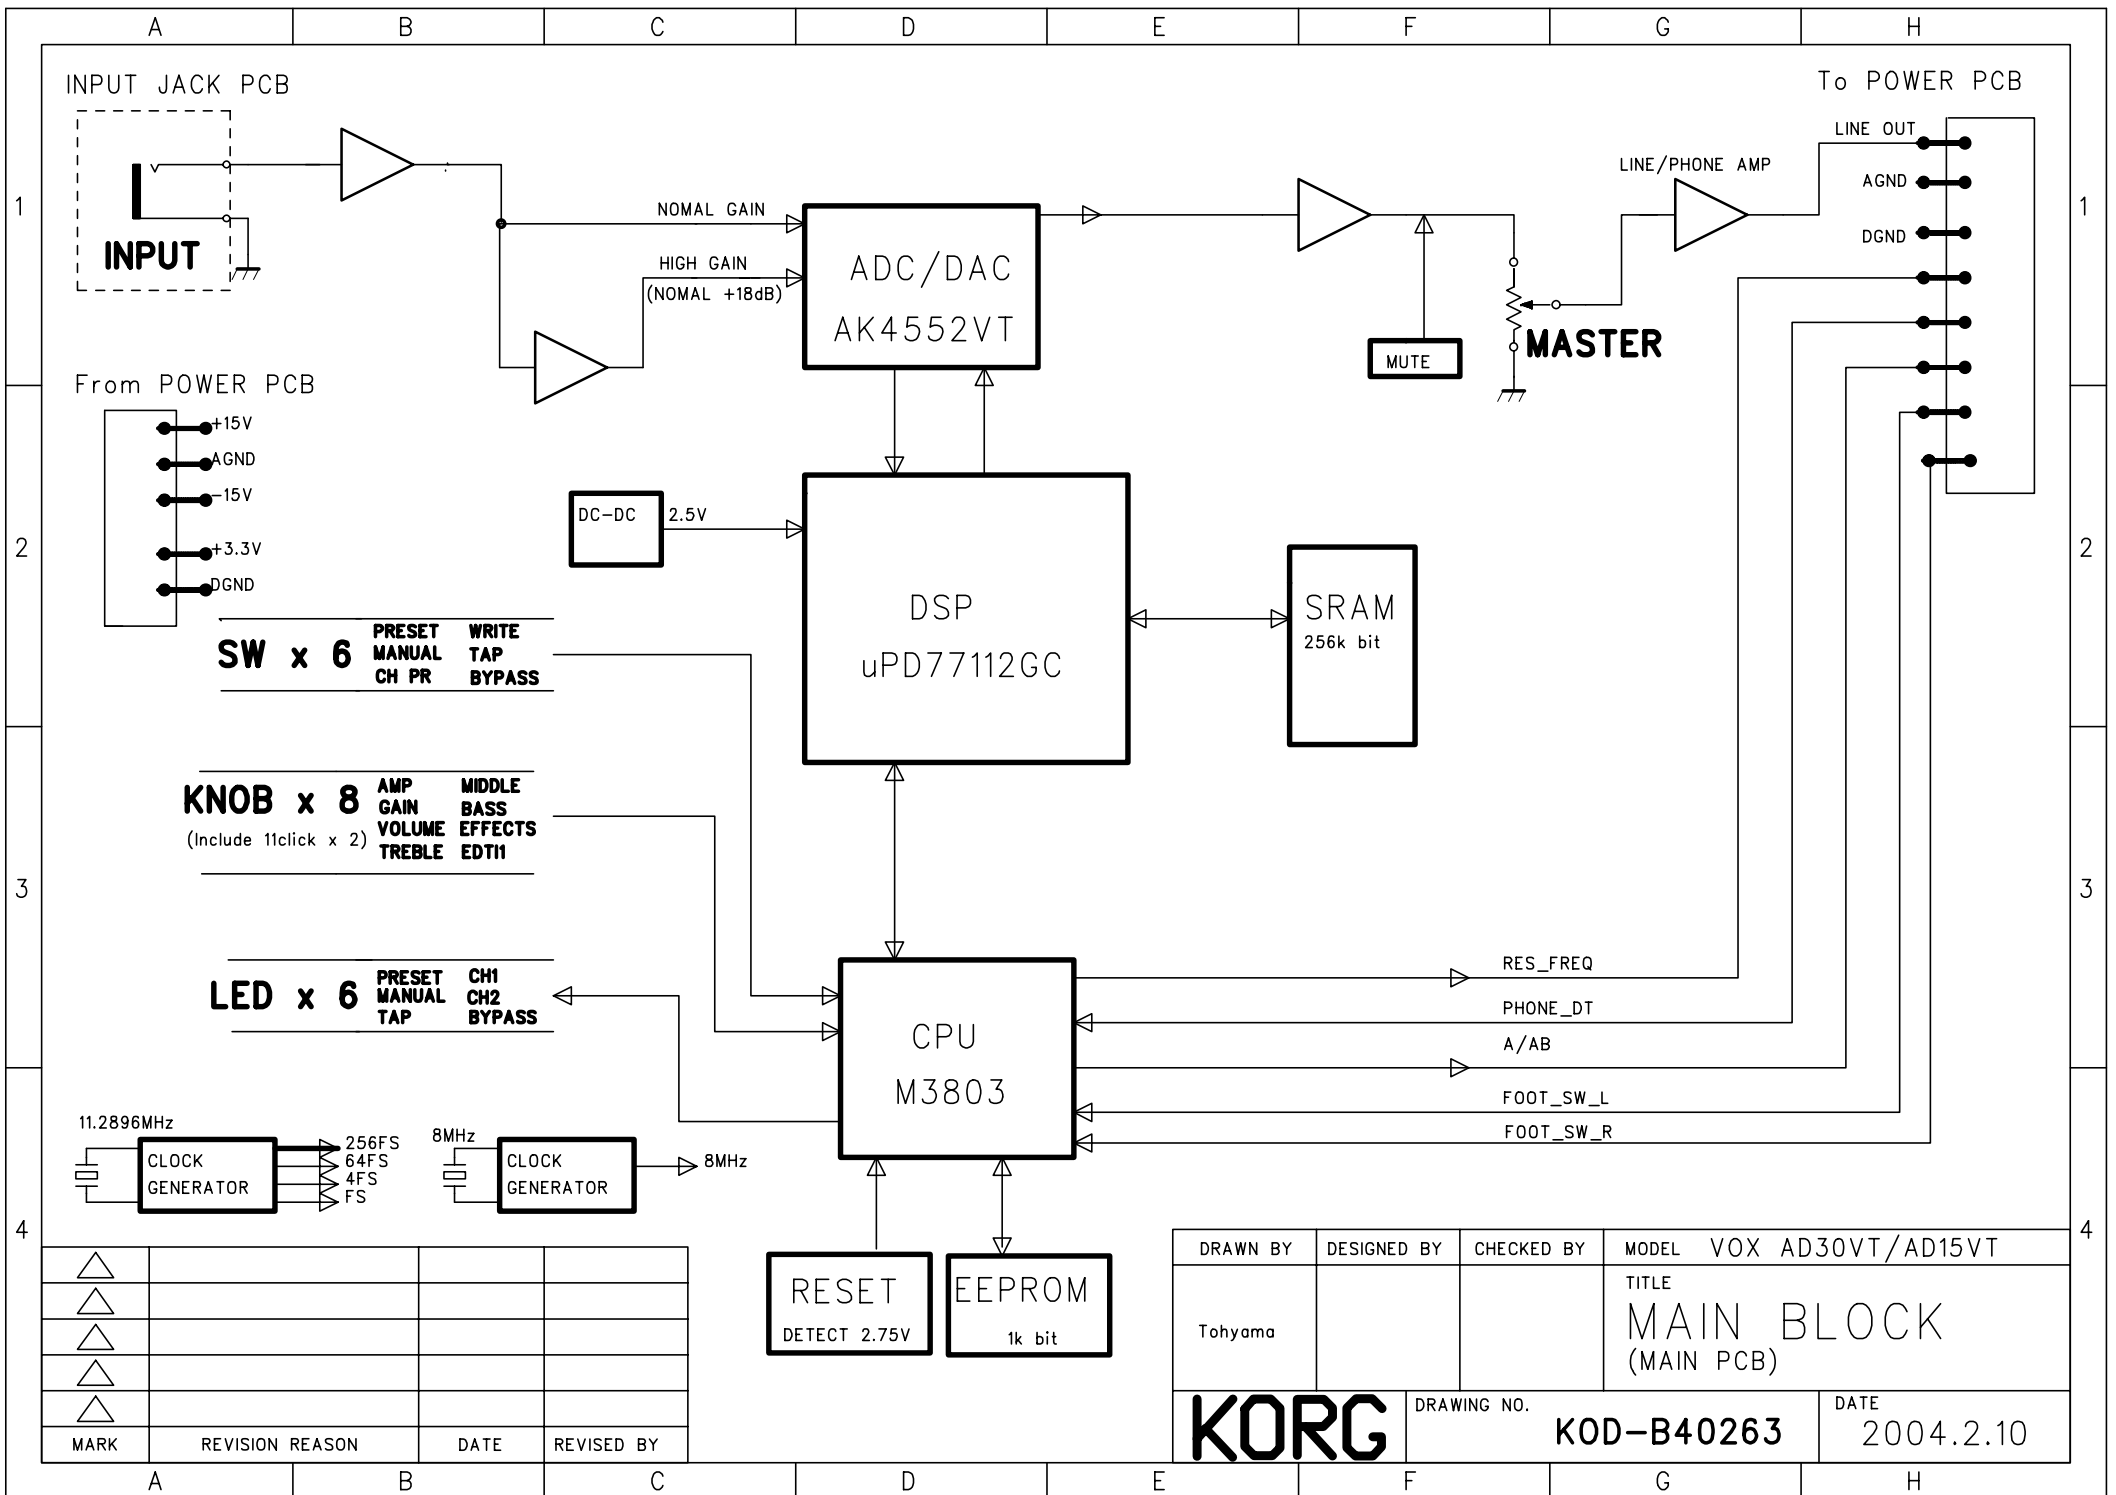 A B C D E F G H
INPUT JACK PCB
To POWER PCB
LINE OUT
LINE/PHONE AMP
AGND
1
1
NOMAL GAIN
DGND
INPUT
HIGH GAIN
(NOMAL +18dB)
ADC/DAC
AK4552VT
MASTER
MUTE
From POWER PCB
+15V
AGND
-15V
+3.3V
DGND
DC-DC
2.5V
2
2
DSP
uPD77112GC
SRAM
256k bit
SW x 6
PRESET WRITE
MANUAL TAP
CH PR BYPASS
KNOB x 8
(Include 11click x 2)
AMP MIDDLE
GAIN BASS
VOLUME EFFECTS
TREBLE EDTI1
3
3
LED x 6
PRESET CH1
MANUAL CH2
TAP BYPASS
CPU
M3803
RES_FREQ
PHONE_DT
A/AB
FOOT_SW_L
FOOT_SW_R
11.2896MHz
CLOCK
GENERATOR
256FS
64FS
4FS
FS
8MHz
CLOCK
GENERATOR
8MHz
4
4
RESET
DETECT 2.75V
EEPROM
1k bit
MARK REVISION REASON DATE REVISED BY
DRAWN BY DESIGNED BY CHECKED BY MODEL VOX AD30VT/AD15VT
Tohyama
TITLE
MAIN BLOCK
(MAIN PCB)
KORG
DRAWING NO.
KOD-B40263
DATE
2004.2.10
A B C D E F G H